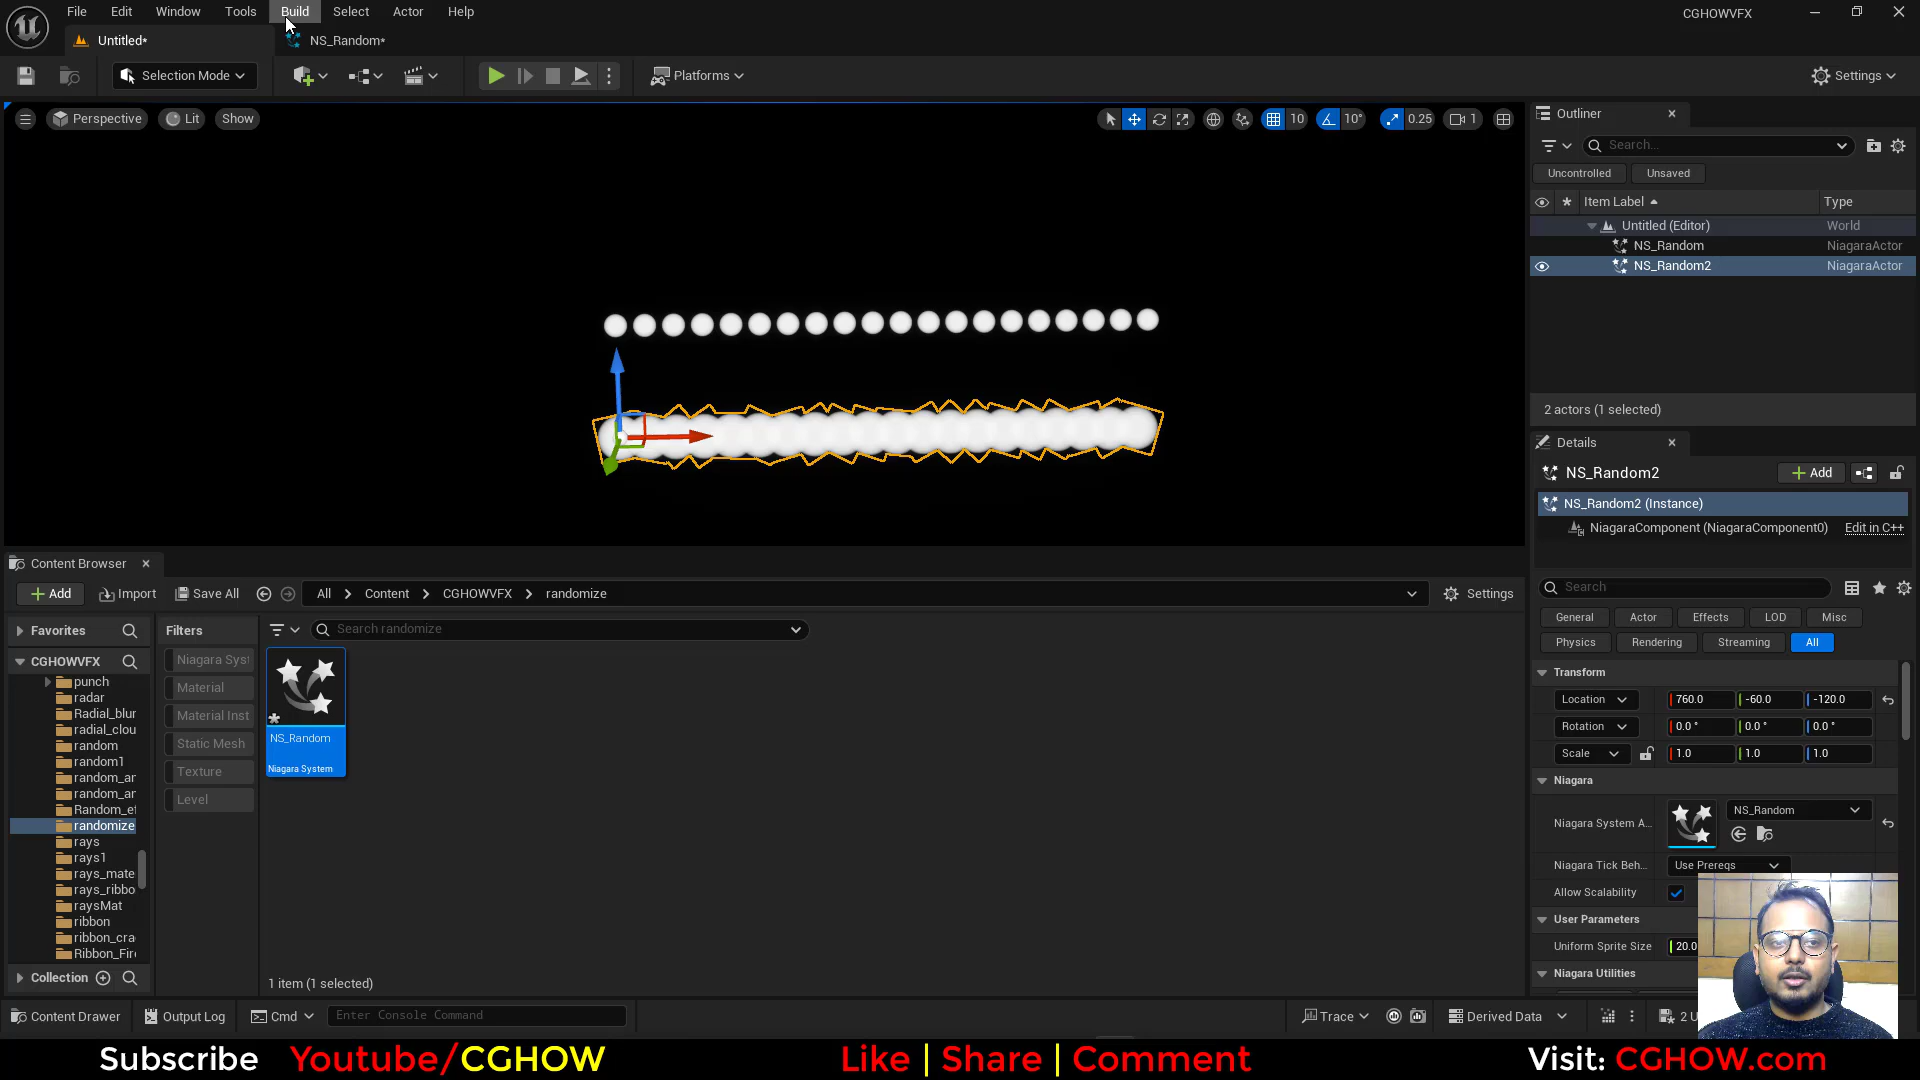 File Edit Window Tools Build Select Actor Help
CGHOWVFX
Untitled*
NS_Random*
Selection Mode
Platforms
Settings
Perspective
Lit
Show
10
10°
0.25
1
Outliner
Search...
Uncontrolled
Unsaved
Item Label
Type
Untitled (Editor)
World
NS_Random
NiagaraActor
NS_Random2
NiagaraActor
2 actors (1 selected)
Details
NS_Random2
Add
NS_Random2 (Instance)
NiagaraComponent (NiagaraComponent0)
Edit in C++
Search
General
Actor
Effects
LOD
Misc
Physics
Rendering
Streaming
All
Transform
Location
760.0
-60.0
-120.0
Rotation
0.0 °
0.0 °
0.0 °
Scale
1.0
1.0
1.0
Niagara
Niagara System A...
NS_Random
Niagara Tick Beh...
Use Prereqs
Allow Scalability
User Parameters
Uniform Sprite Size
20.0
Niagara Utilities
Content Browser
Add
Import
Save All
All
Content
CGHOWVFX
randomize
Settings
Favorites
CGHOWVFX
punch
radar
Radial_blur
radial_clou
random
random1
random_ar
random_ar
Random_ef
randomize
rays
rays1
rays_mate
rays_ribbo
raysMat
ribbon
ribbon_cra
Ribbon_Fire
Collection
Filters
Niagara Syst
Material
Material Inst
Static Mesh
Texture
Level
Search randomize
NS_Random
Niagara System
1 item (1 selected)
Content Drawer
Output Log
Cmd
Enter Console Command
Trace
Derived Data
2 U
Subscribe Youtube/CGHOW
Like | Share | Comment
Visit: CGHOW.com